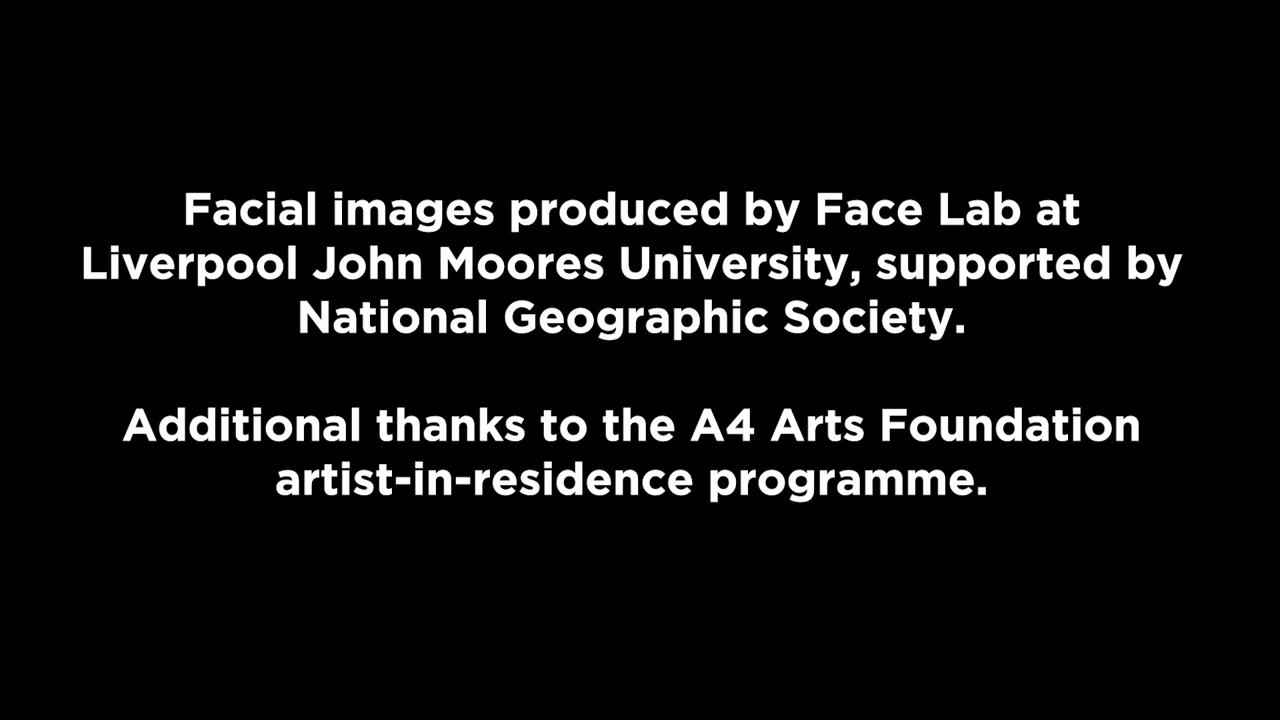 Facial images produced by Face Lab at
Liverpool John Moores University, supported by
National Geographic Society.
Additional thanks to the A4 Arts Foundation
artist-in-residence programme.